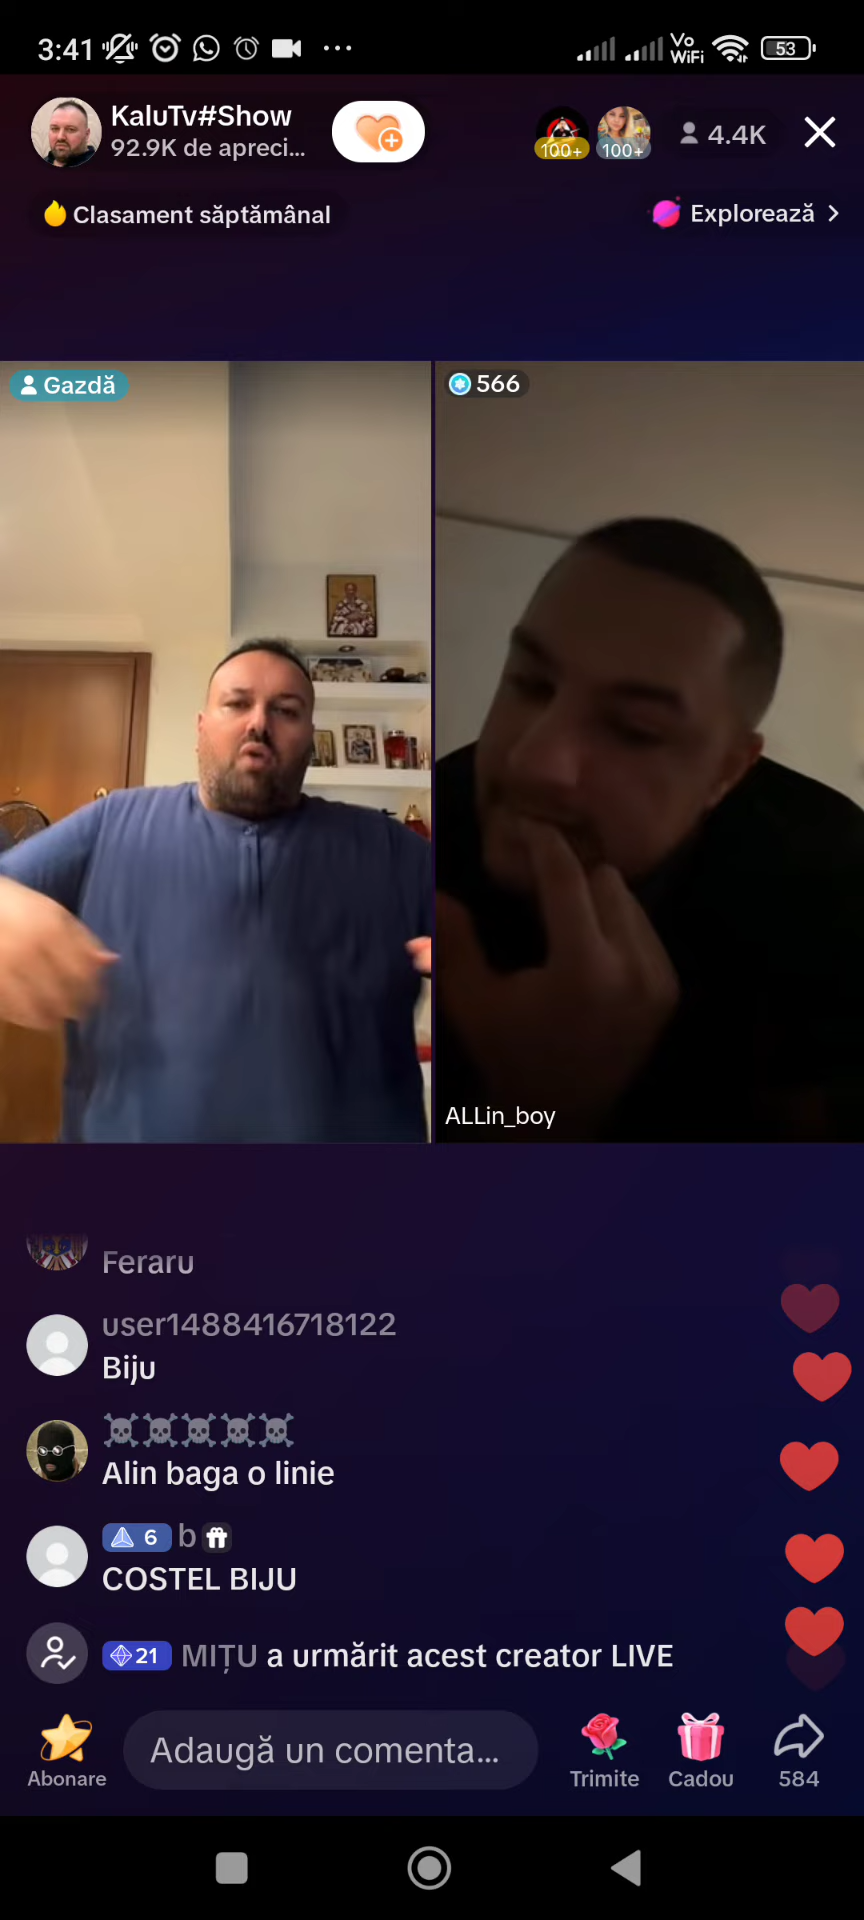 3:41
Vo
WiFi
53
KaluTv#Show
92.9K de apreci...
100+
100+
4.4K
Clasament săptămânal
Explorează
Gazdă
566
ALLin_boy
Feraru
user1488416718122
Biju
☠☠☠☠☠
Alin baga o linie
6 b
COSTEL BIJU
21 MIȚU a urmărit acest creator LIVE
Adaugă un comenta...
Abonare
Trimite
Cadou
584